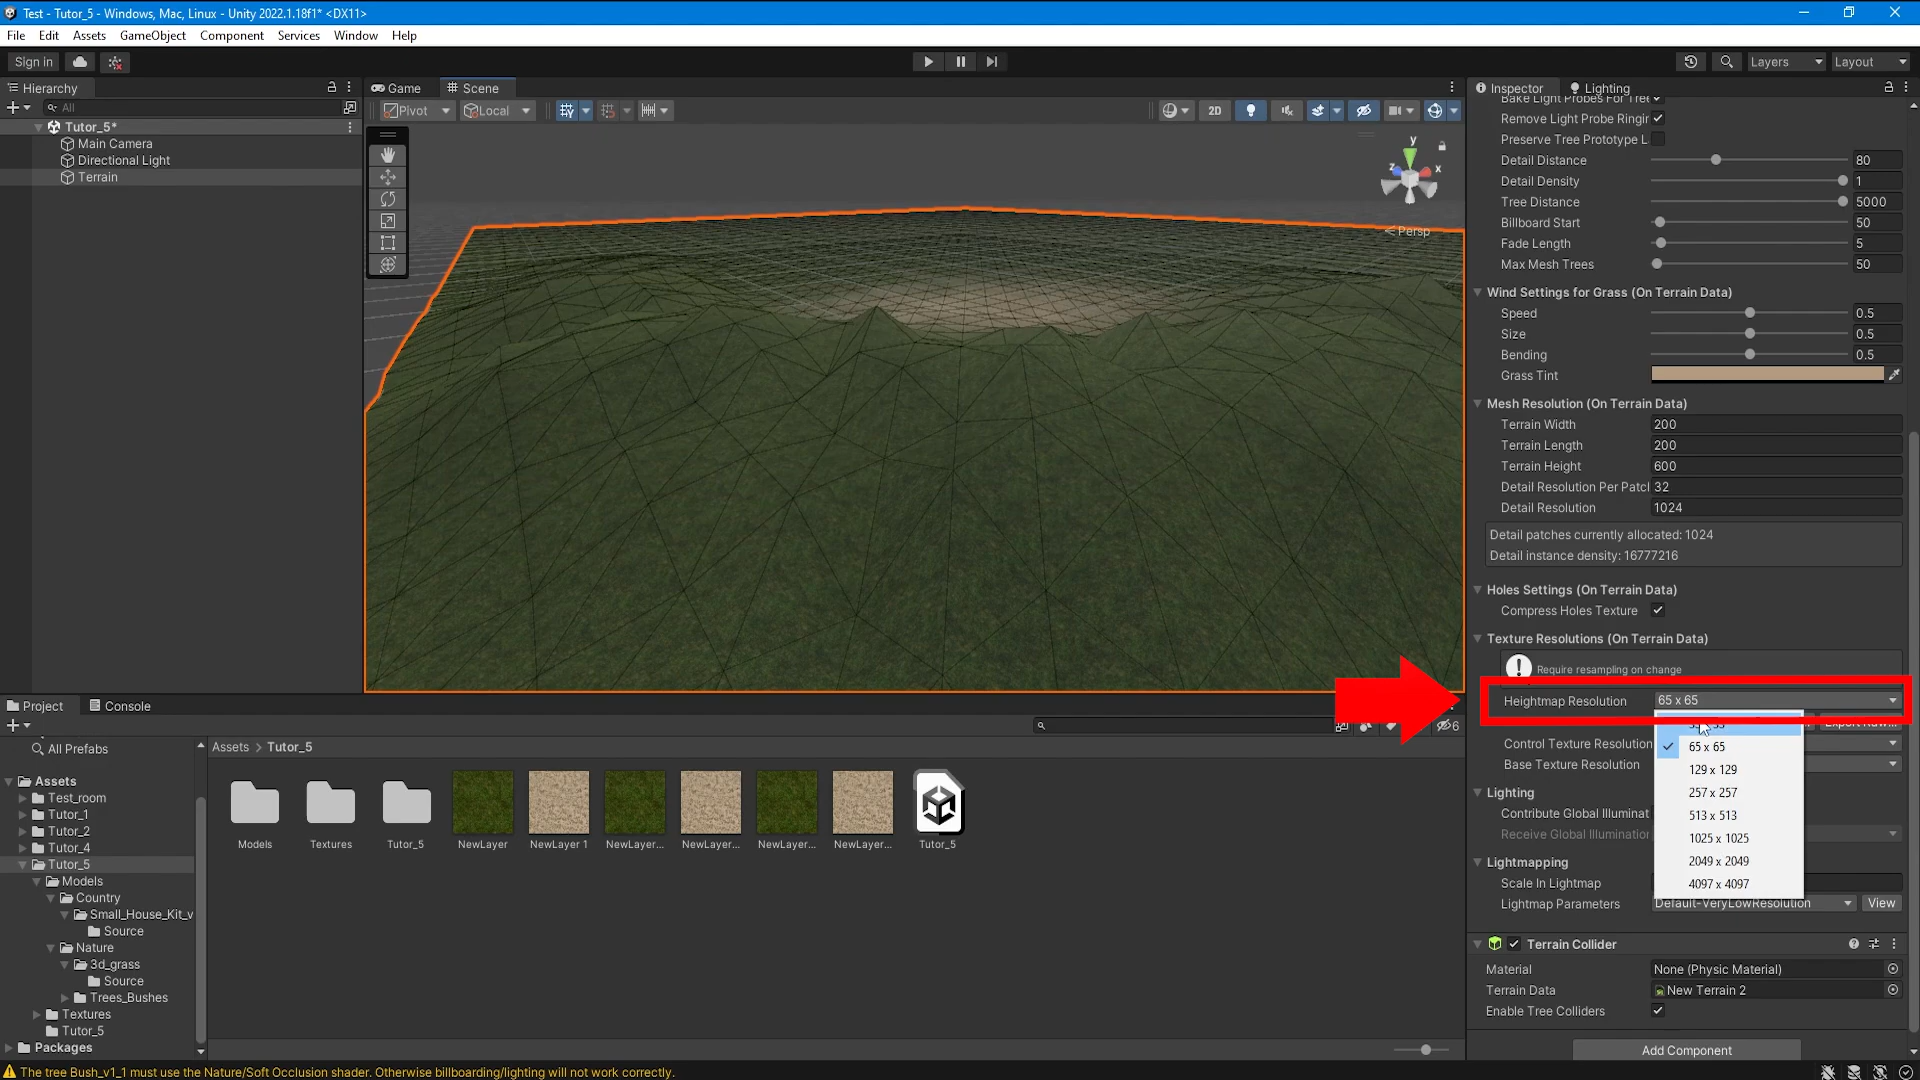 Test - Tutor_5 - Windows, Mac, Linux - Unity 2022.1.18f1* <DX11>
File Edit Assets GameObject Component Services Window Help
Sign in
Layers
Layout
Hierarchy
All
Tutor_5*
Main Camera
Directional Light
Terrain
Game
Scene
Pivot
Local
2D
y
z
x
Persp
Inspector
Lighting
Bake Light Probes For Tree
Remove Light Probe Ringir
Preserve Tree Prototype L
Detail Distance 80
Detail Density 1
Tree Distance 5000
Billboard Start 50
Fade Length 5
Max Mesh Trees 50
Wind Settings for Grass (On Terrain Data)
Speed 0.5
Size 0.5
Bending 0.5
Grass Tint
Mesh Resolution (On Terrain Data)
Terrain Width 200
Terrain Length 200
Terrain Height 600
Detail Resolution Per Patcl 32
Detail Resolution 1024
Detail patches currently allocated: 1024
Detail instance density: 16777216
Holes Settings (On Terrain Data)
Compress Holes Texture
Texture Resolutions (On Terrain Data)
Require resampling on change
Heightmap Resolution 65 x 65
65 x 65
129 x 129
257 x 257
513 x 513
1025 x 1025
2049 x 2049
4097 x 4097
Control Texture Resolution
Base Texture Resolution
Lighting
Contribute Global Illuminat
Receive Global Illumination
Lightmapping
Scale In Lightmap
Lightmap Parameters Default-VeryLowResolution View
Terrain Collider
Material None (Physic Material)
Terrain Data New Terrain 2
Enable Tree Colliders
Add Component
Project
Console
6
All Prefabs
Assets
Test_room
Tutor_1
Tutor_2
Tutor_4
Tutor_5
Models
Country
Small_House_Kit_v
Source
Nature
3d_grass
Source
Trees_Bushes
Textures
Tutor_5
Packages
Assets > Tutor_5
Models
Textures
Tutor_5
NewLayer
NewLayer 1
NewLayer...
NewLayer...
NewLayer...
NewLayer...
Tutor_5
The tree Bush_v1_1 must use the Nature/Soft Occlusion shader. Otherwise billboarding/lighting will not work correctly.